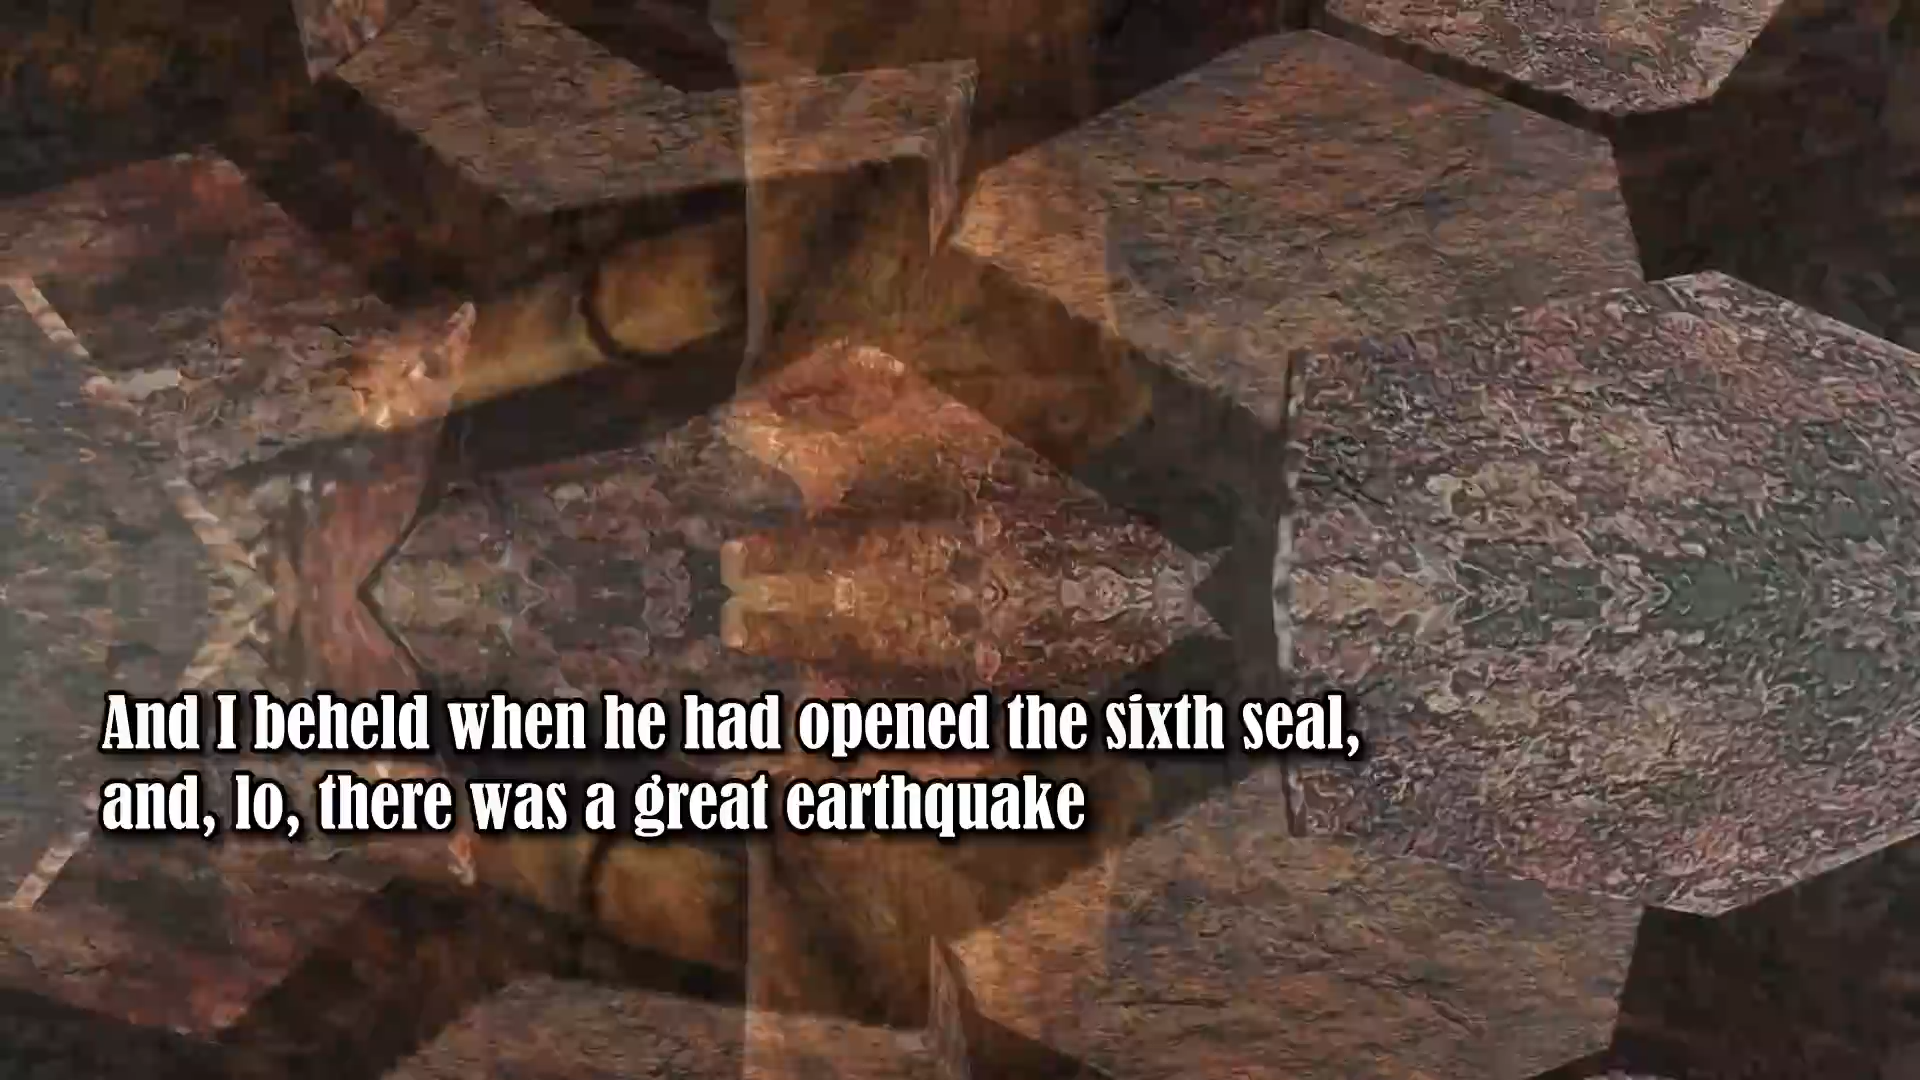 And I beheld when he had opened the sixth seal,
and, lo, there was a great earthquake